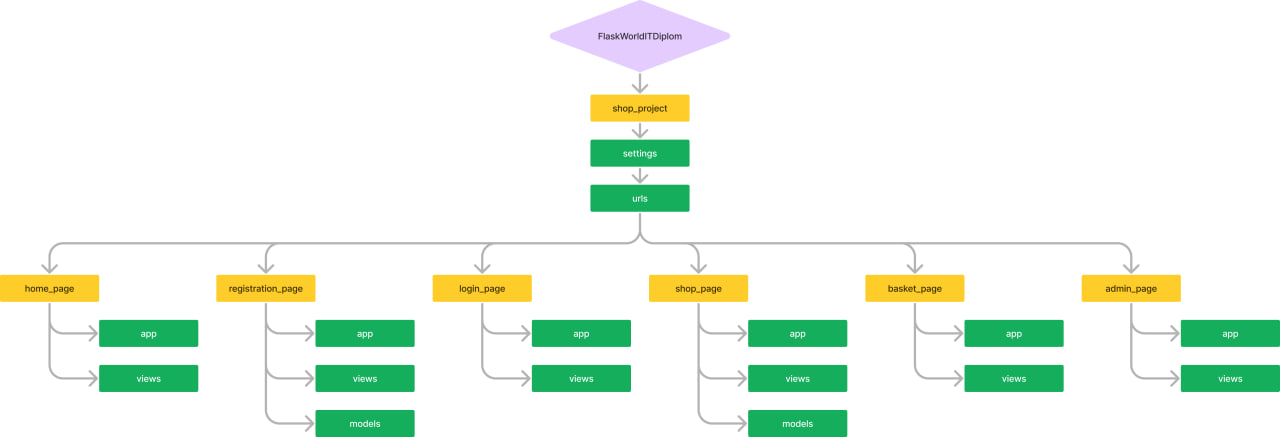 FlaskWorldITDiplom
shop_project
settings
urls
home_page
registration_page
login_page
shop_page
basket_page
admin_page
app
app
app
app
app
app
views
views
views
views
views
views
models
models